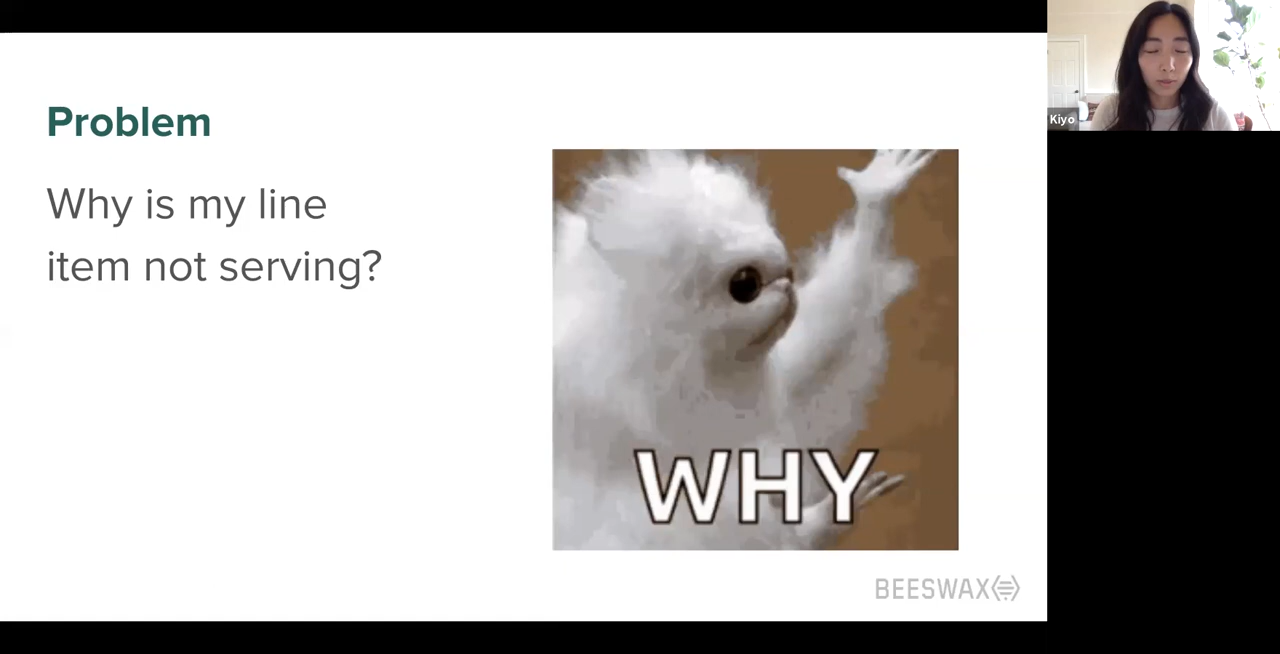 Problem
Why is my line
item not serving?
WHY
BEESWAX
Kiyo